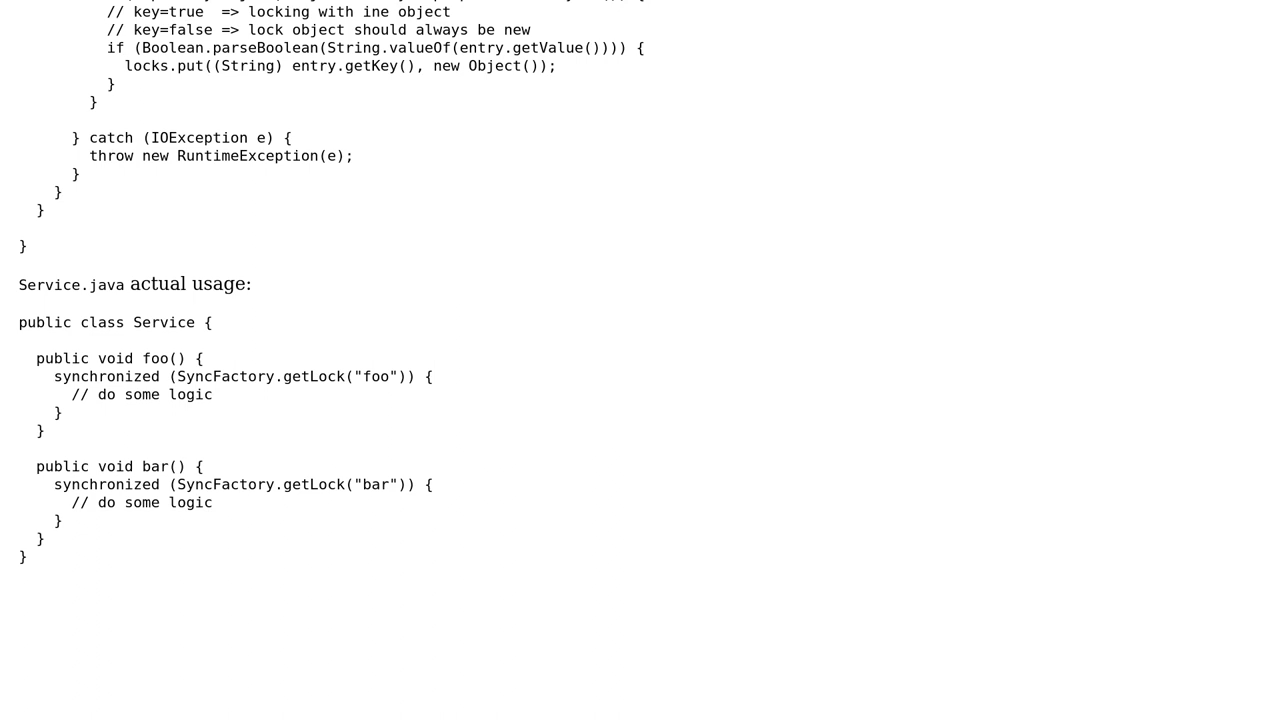 // key=true  => locking with ine object
// key=false => lock object should always be new
if (Boolean.parseBoolean(String.valueOf(entry.getValue()))) {
locks.put((String) entry.getKey(), new Object());
}
}
} catch (IOException e) {
throw new RuntimeException(e);
}
}
}
}
Service.java actual usage:
public class Service {
public void foo() {
synchronized (SyncFactory.getLock("foo")) {
// do some logic
}
}
public void bar() {
synchronized (SyncFactory.getLock("bar")) {
// do some logic
}
}
}